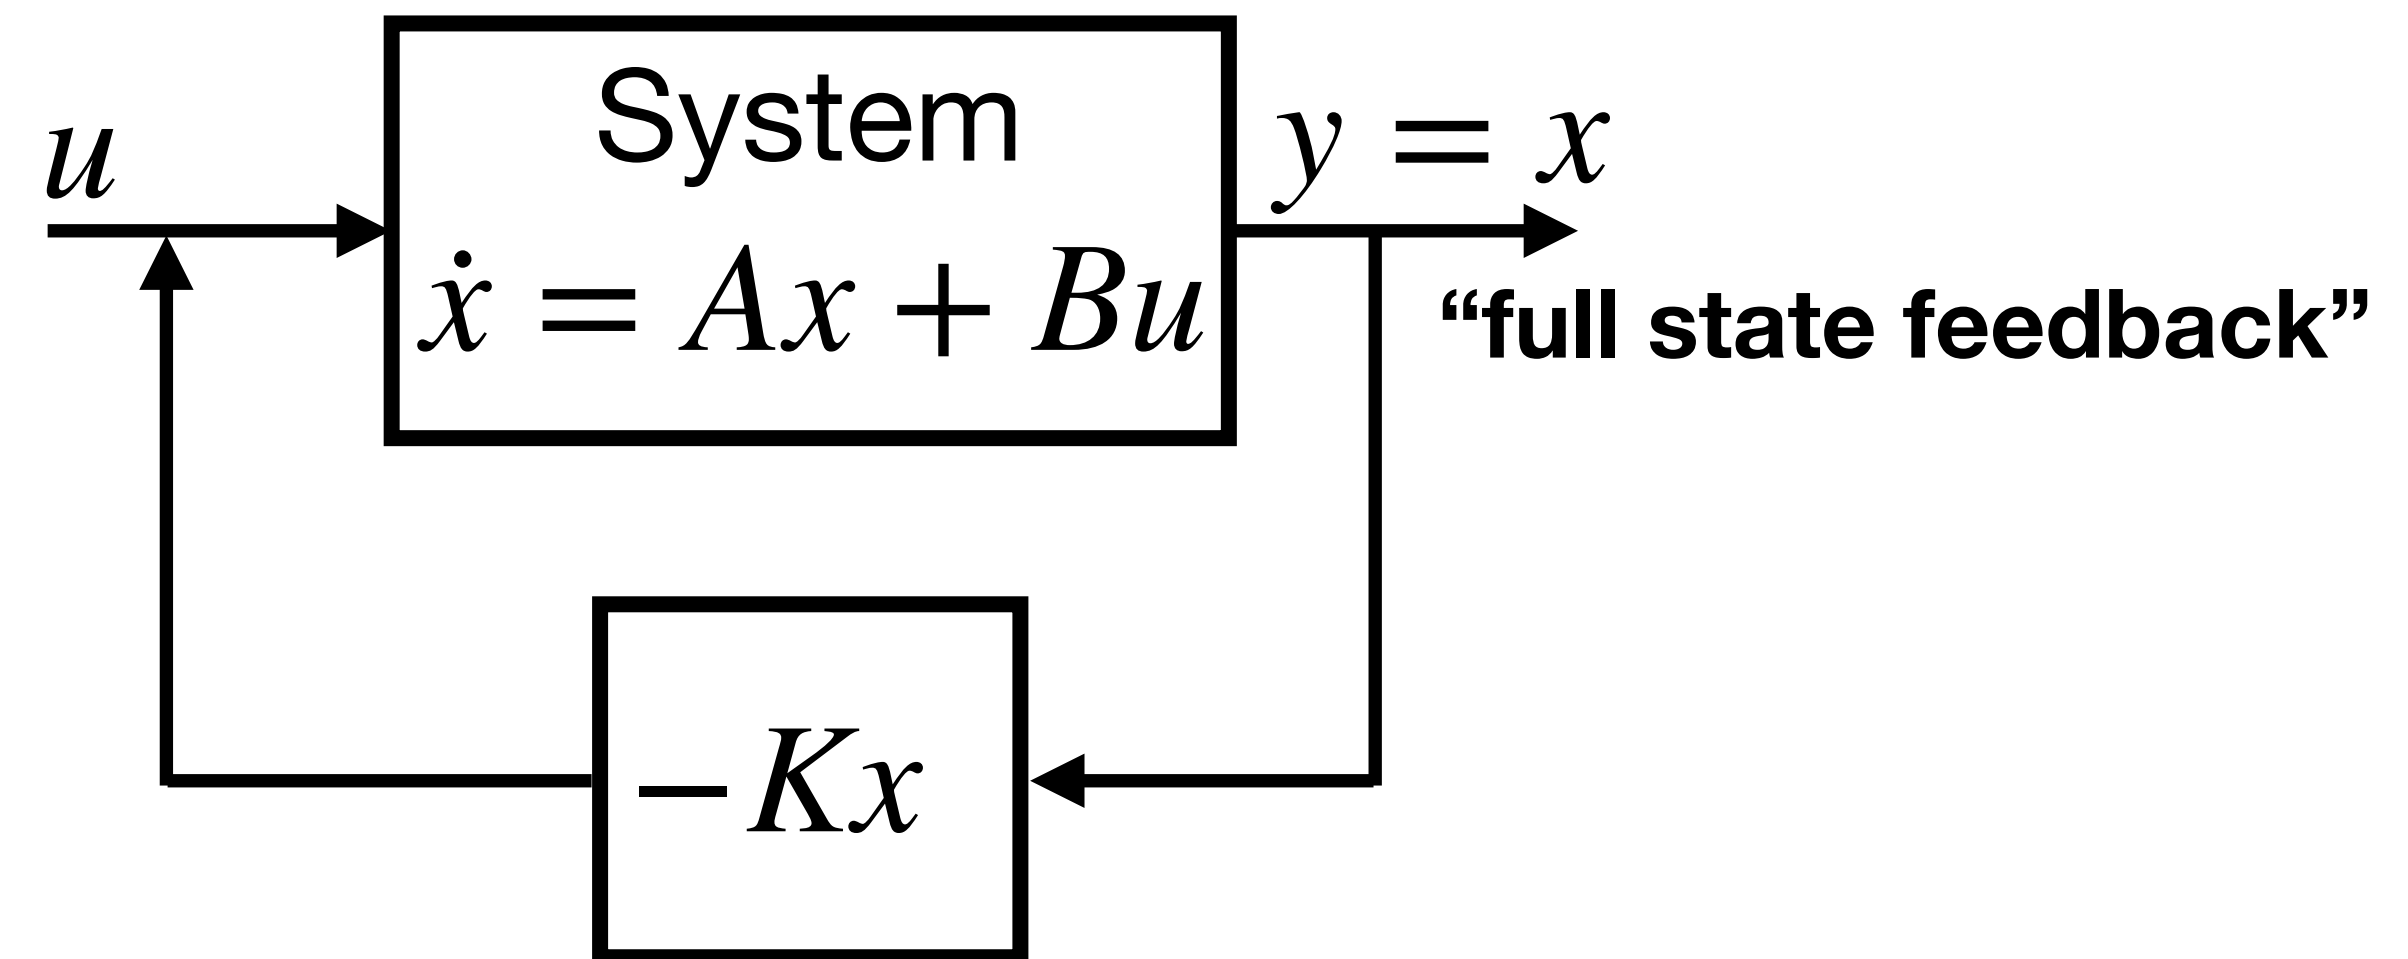 System
u
y = x
ẋ = Ax + Bu
“full state feedback”
−Kx